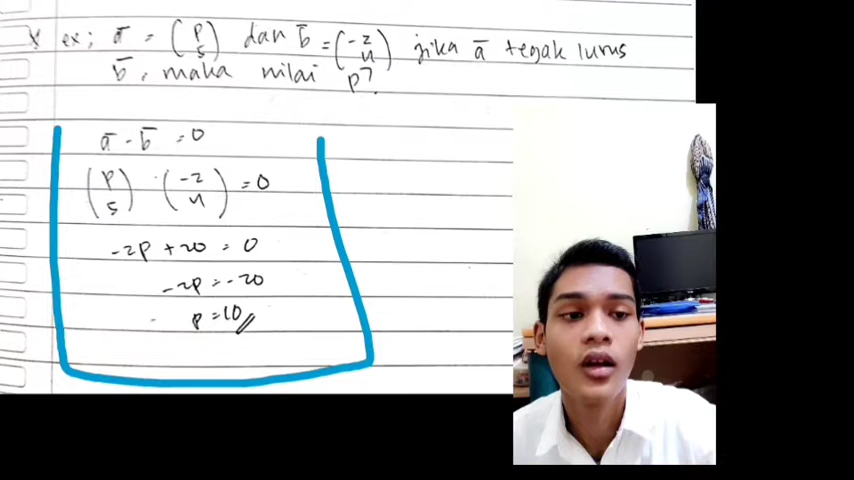 * ex; ā = (p 5) dan b̄ = (-2 4) jika ā tegak lurus
b̄, maka nilai p?
ā · b̄ = 0
(p 5) · (-2 4) = 0
-2p + 20 = 0
-2p = -20
p = 10